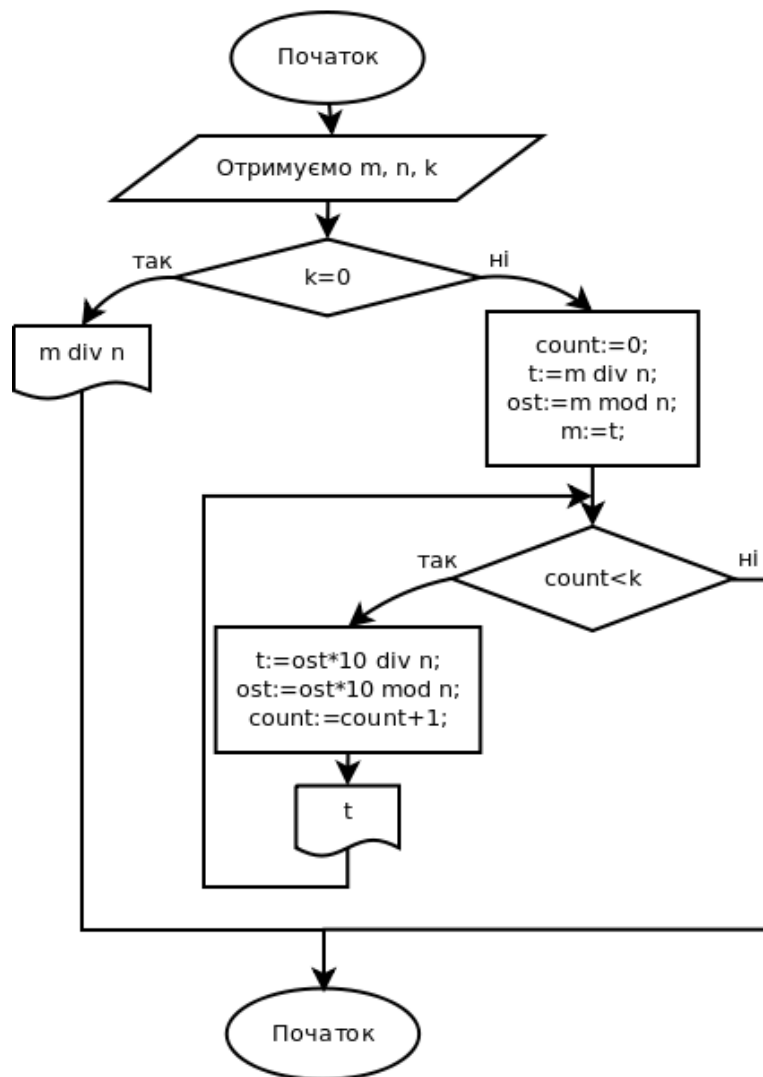 Початок
Отримуємо m, n, k
k=0
так
ні
m div n
count:=0;
t:=m div n;
ost:=m mod n;
m:=t;
count<k
так
ні
t:=ost*10 div n;
ost:=ost*10 mod n;
count:=count+1;
t
Початок